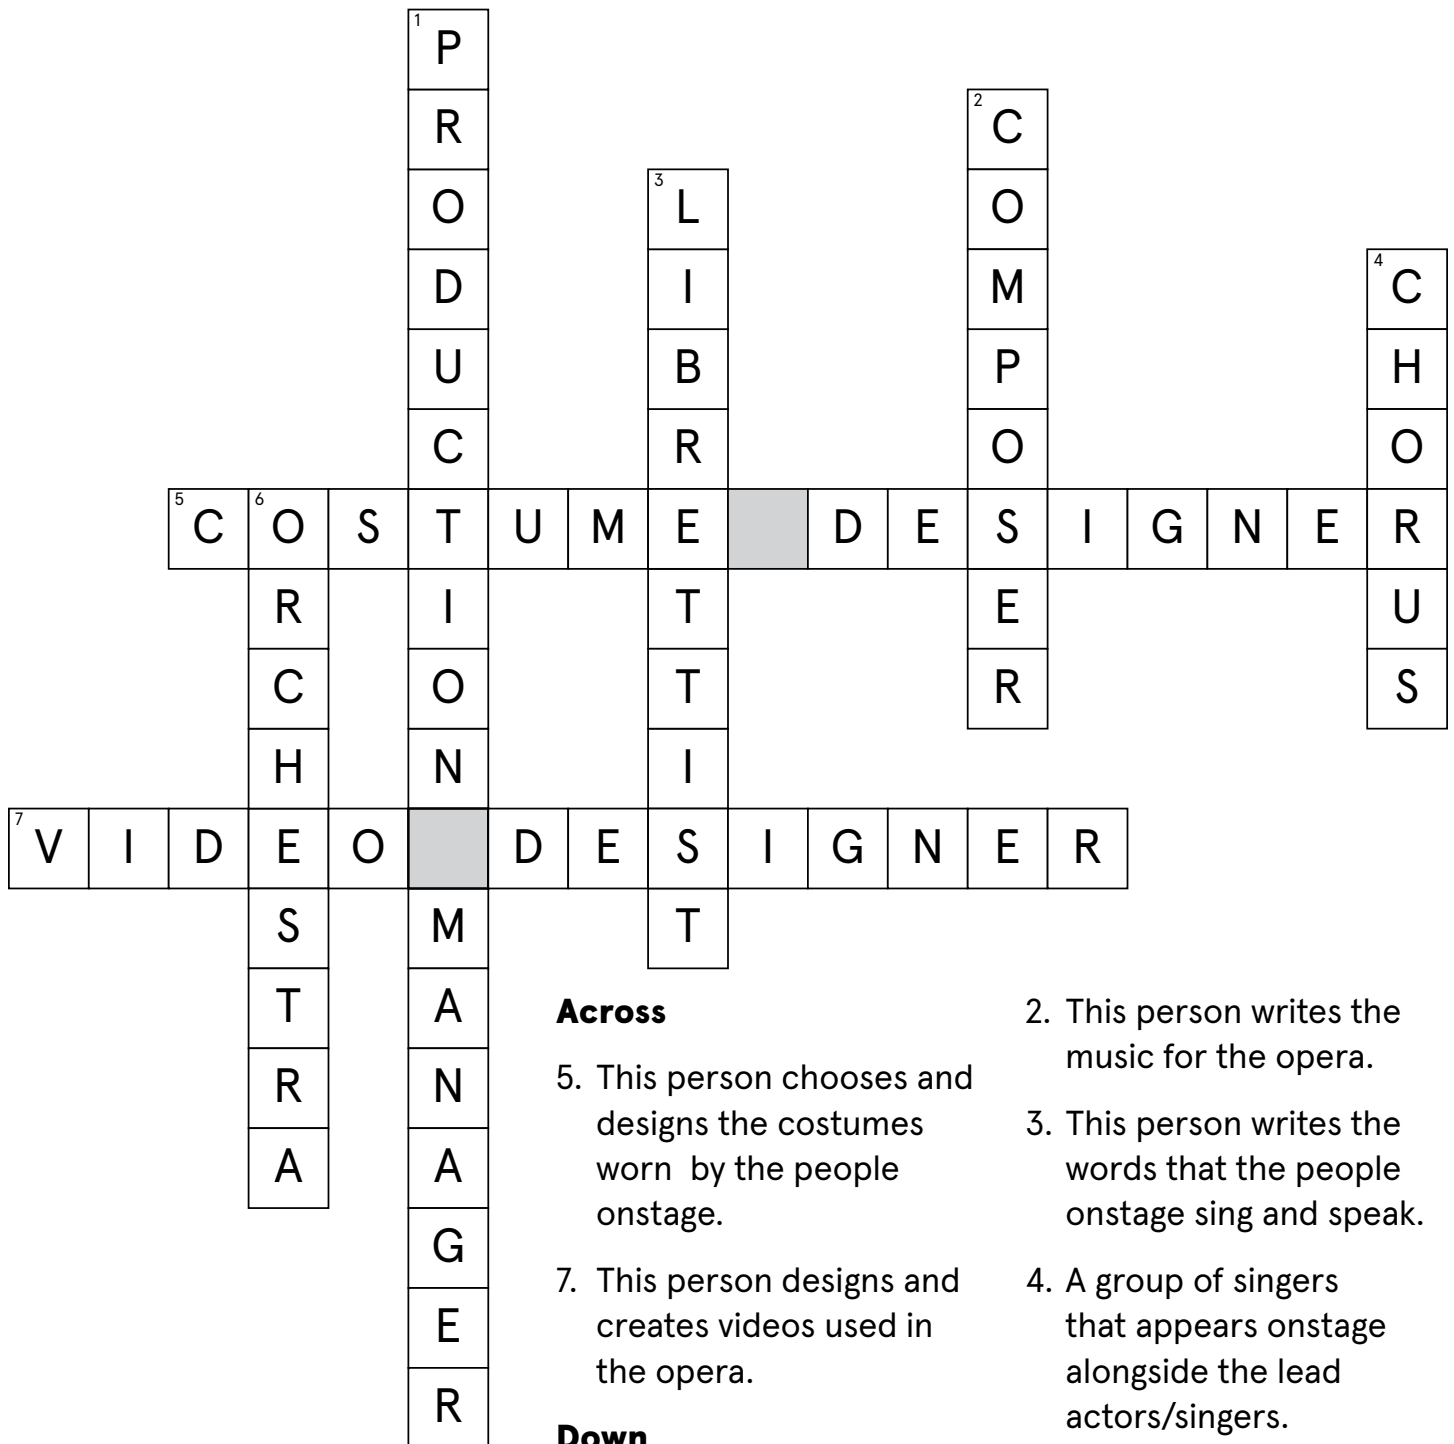 1 P
R 2 C
O 3 L O
D I M 4 C
U B P H
C R O O
5 C 6 O S T U M E D E S I G N E R
R I T E U
C O T R S
H N I
7 V I D E O D E S I G N E R
S M T
T A
R N
A A
G
E
R
Across
5. This person chooses and
designs the costumes
worn by the people
onstage.
7. This person designs and
creates videos used in
the opera.
Down
2. This person writes the
music for the opera.
3. This person writes the
words that the people
onstage sing and speak.
4. A group of singers
that appears onstage
alongside the lead
actors/singers.